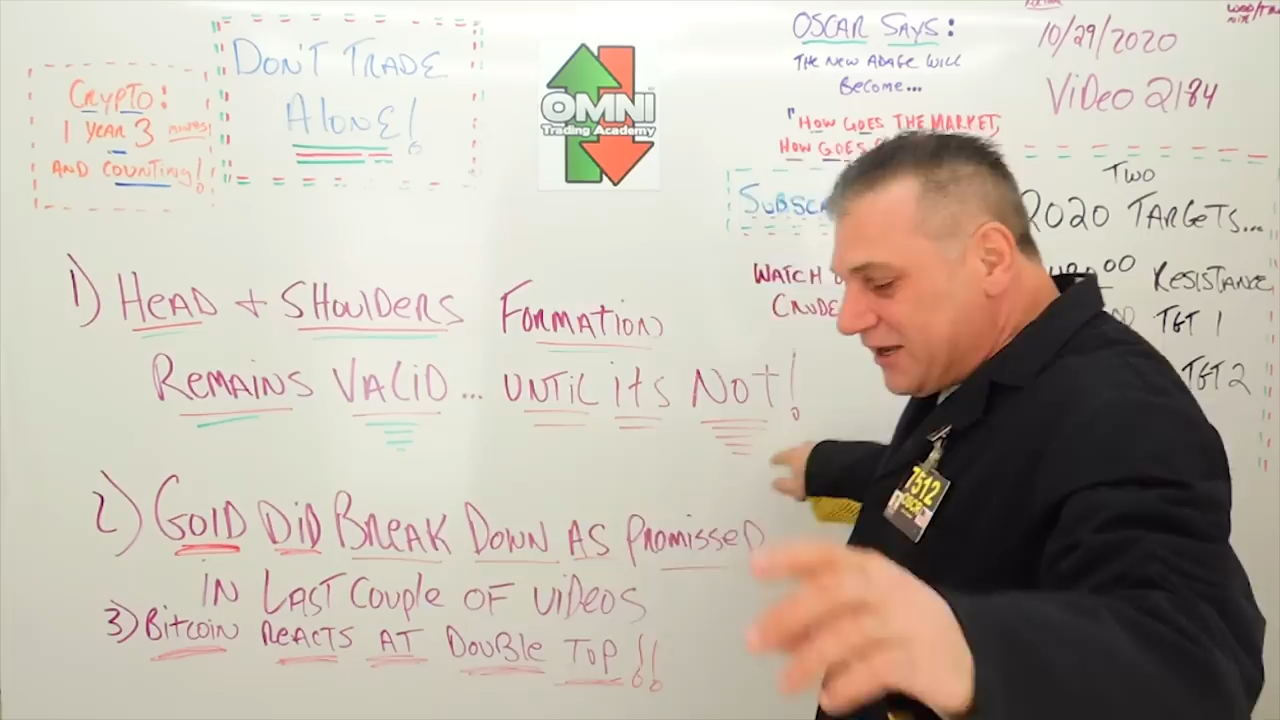 CRYPTO:
1 YEAR 3 MONTHS!
AND COUNTING!!
DON'T TRADE
ALONE!
OMNI
Trading Academy
OSCAR SAYS:
THE NEW ADAGE WILL
BECOME...
"HOW GOES THE MARKET,
HOW GOES
10/29/2020
VIDEO 2184
TWO
2020 TARGETS...
00 RESISTANCE
TGT 1
TGT 2
WATCH
CRUDE
1) HEAD + SHOULDERS FORMATION
REMAINS VALID... UNTIL ITS NOT!
2) GOLD DID BREAK DOWN AS PROMISSED
IN LAST COUPLE OF VIDEOS
3) BITCOIN REACTS AT DOUBLE TOP!!
7512